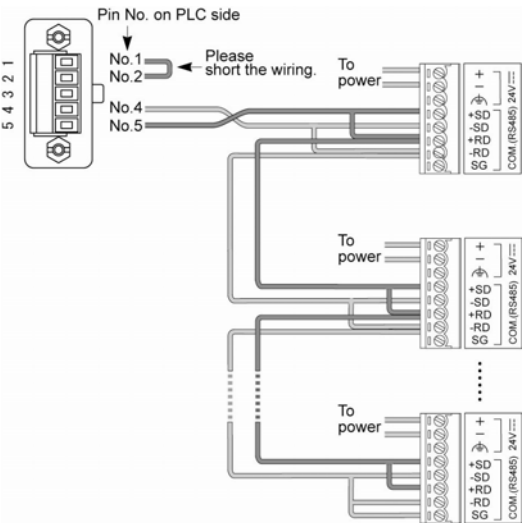 Pin No. on PLC side
1
2
3
4
5
No.1
No.2
No.4
No.5
Please
short the wiring.
To
power
+
−
24V
+SD
-SD
+RD
-RD
SG
COM.(RS485)
To
power
+
−
24V
+SD
-SD
+RD
-RD
SG
COM.(RS485)
To
power
+
−
24V
+SD
-SD
+RD
-RD
SG
COM.(RS485)